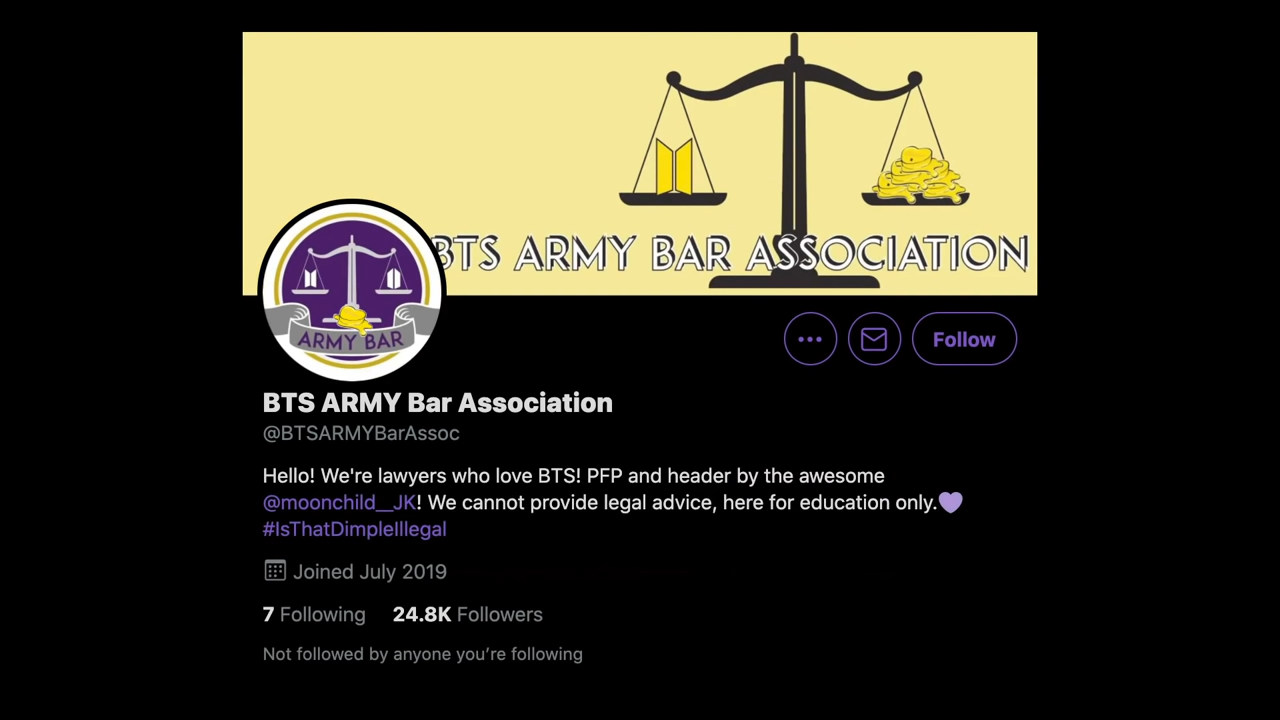 BTS ARMY BAR ASSOCIATION
ARMY BAR
Follow
BTS ARMY Bar Association
@BTSARMYBarAssoc
Hello! We're lawyers who love BTS! PFP and header by the awesome
@moonchild__JK! We cannot provide legal advice, here for education only.💜
#IsThatDimpleIllegal
Joined July 2019
7 Following 24.8K Followers
Not followed by anyone you’re following